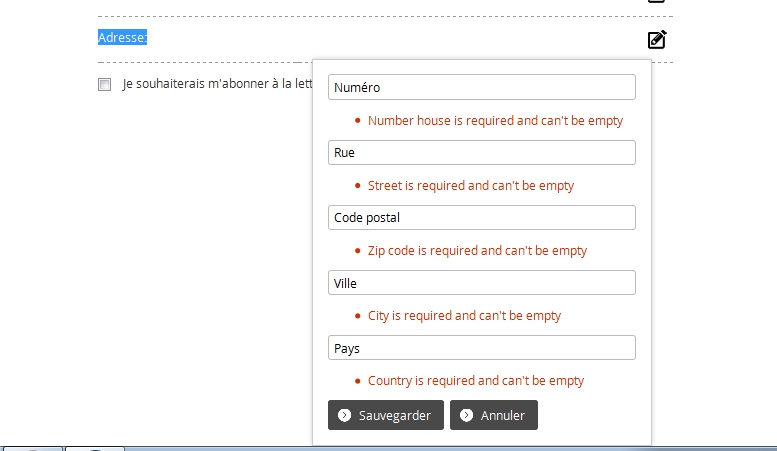 Adresse:
Je souhaiterais m'abonner à la lett
Numéro
Number house is required and can't be empty
Rue
Street is required and can't be empty
Code postal
Zip code is required and can't be empty
Ville
City is required and can't be empty
Pays
Country is required and can't be empty
Sauvegarder Annuler